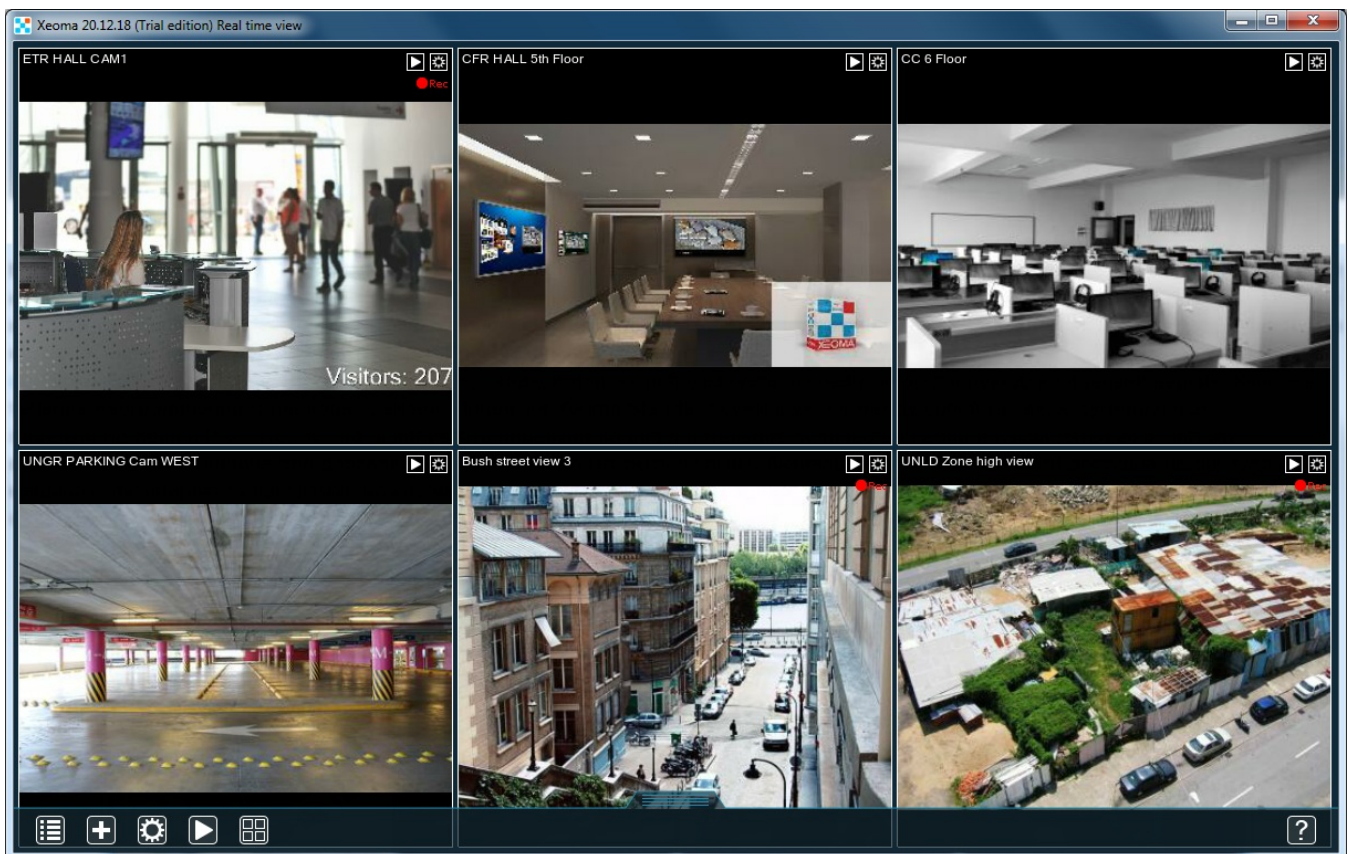 Xeoma 20.12.18 (Trial edition) Real time view
ETR HALL CAM1
Rec
Visitors: 207
CFR HALL 5th Floor
XEOMA
CC 6 Floor
UNGR PARKING Cam WEST
Bush street view 3
Rec
UNLD Zone high view
Rec
?